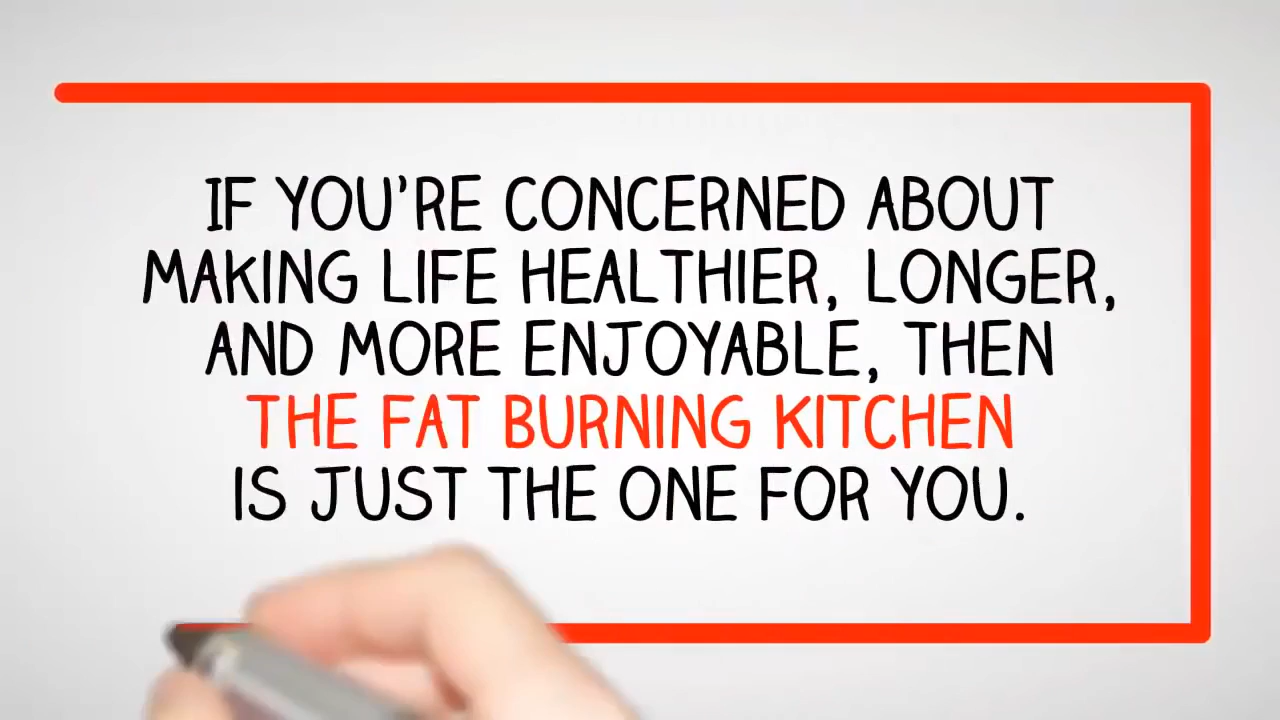 IF YOU'RE CONCERNED ABOUT
MAKING LIFE HEALTHIER, LONGER,
AND MORE ENJOYABLE, THEN
THE FAT BURNING KITCHEN
IS JUST THE ONE FOR YOU.